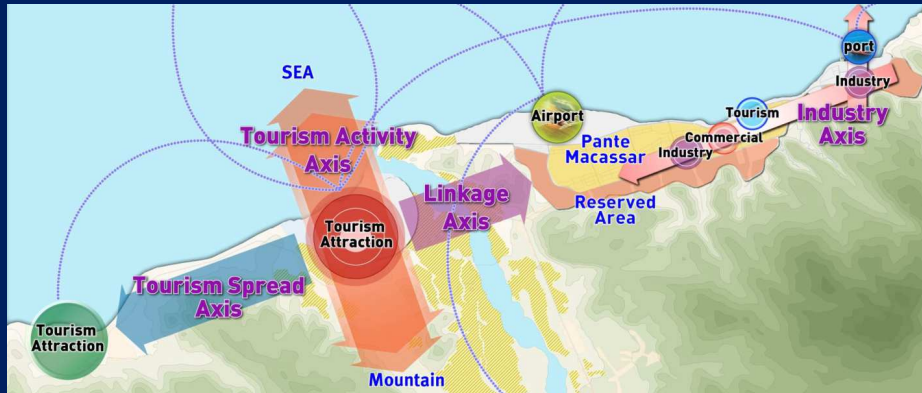 SEA
Tourism Activity
Axis
Tourism
Attraction
Linkage
Axis
Tourism Spread
Axis
Tourism
Attraction
Mountain
Airport
Pante
Macassar
Reserved
Area
Tourism
Commercial
Industry
port
Industry
Industry
Axis